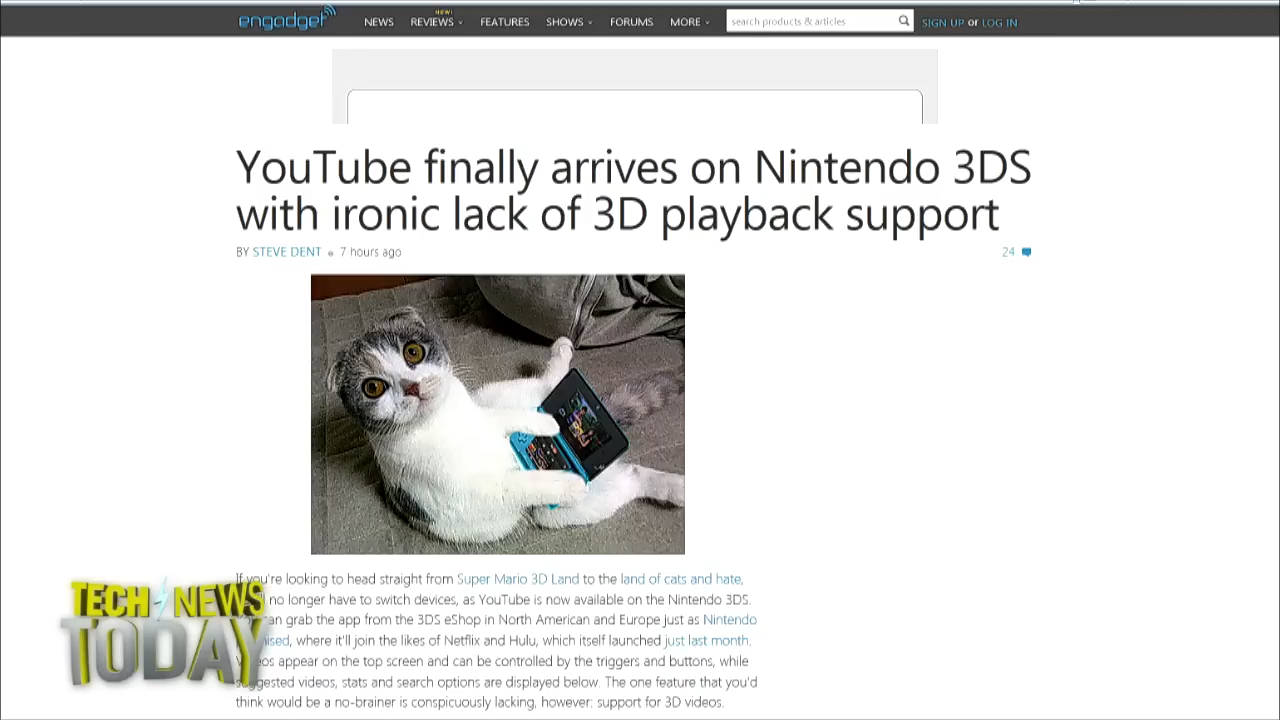 engadget
NEWS
NEW!
REVIEWS
FEATURES
SHOWS
FORUMS
MORE
search products & articles
SIGN UP or LOG IN
YouTube finally arrives on Nintendo 3DS
with ironic lack of 3D playback support
BY STEVE DENT 7 hours ago
24
If you're looking to head straight from Super Mario 3D Land to the land of cats and hate,
no longer have to switch devices, as YouTube is now available on the Nintendo 3DS.
can grab the app from the 3DS eShop in North American and Europe just as Nintendo
where it'll join the likes of Netflix and Hulu, which itself launched just last month.
appear on the top screen and can be controlled by the triggers and buttons, while
suggested videos, stats and search options are displayed below. The one feature that you'd
think would be a no-brainer is conspicuously lacking, however: support for 3D videos.
TECH NEWS
TODAY